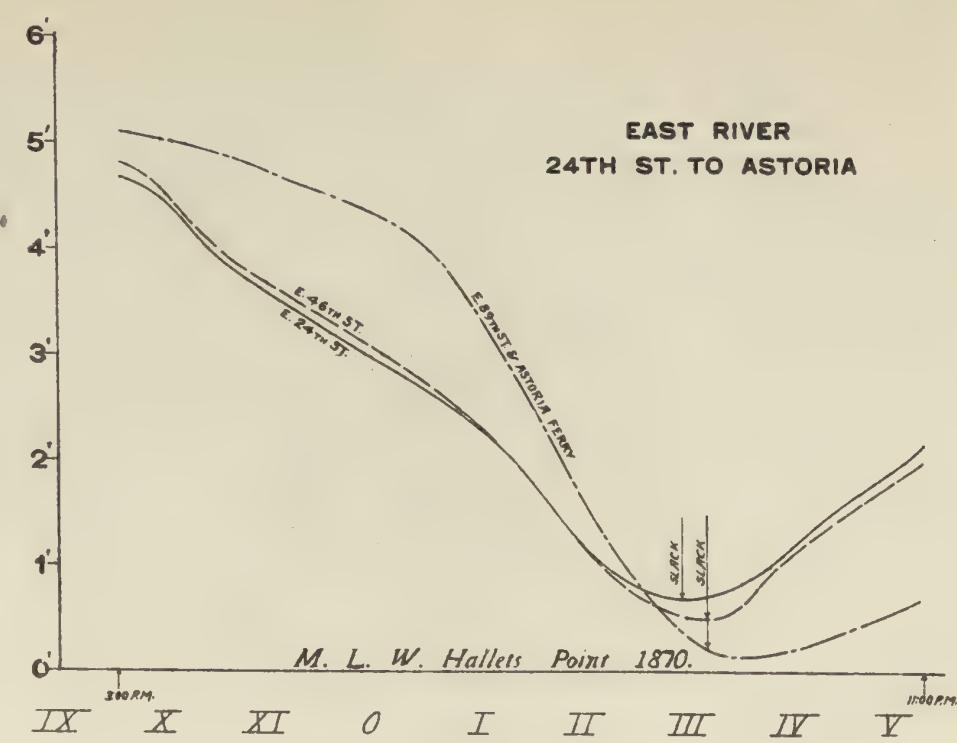 6'
EAST RIVER
24TH ST. TO ASTORIA
5'
4'
E. 46TH ST.
E. 24TH ST.
E. 89TH ST. & ASTORIA FERRY
3'
2'
1'
SLACK
SLACK
0'
M. L. W. Hallets Point 1870.
3:00 P.M.
11:00 P.M.
IX X XI O I II III IV V